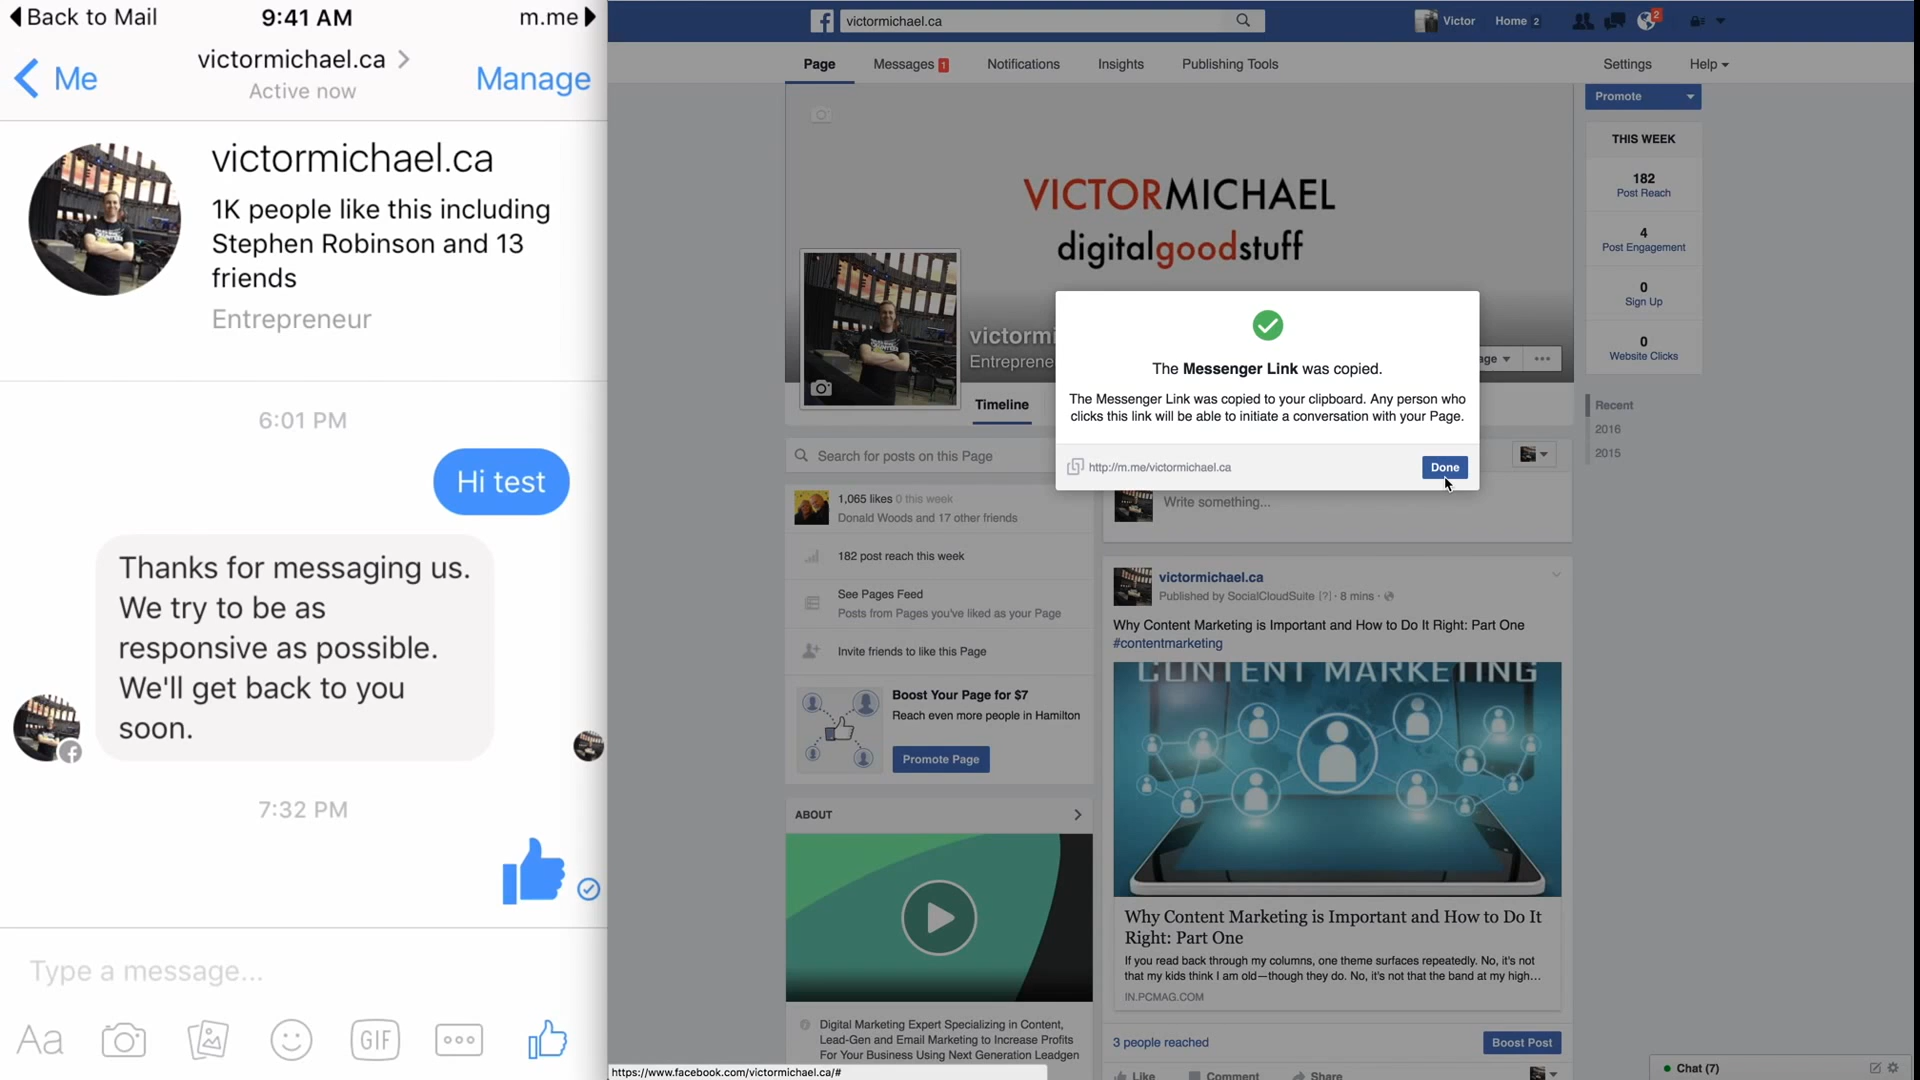 Back to Mail
9:41 AM
m.me
Me
victormichael.ca
Active now
Manage
victormichael.ca
1K people like this including
Stephen Robinson and 13
friends
Entrepreneur
6:01 PM
Hi test
Thanks for messaging us.
We try to be as
responsive as possible.
We'll get back to you
soon.
7:32 PM
Type a message...
Aa
GIF
victormichael.ca
Victor
Home 2
2
Page
Messages 1
Notifications
Insights
Publishing Tools
Settings
Help
VICTORMICHAEL
digitalgoodstuff
victormi
Entreprene
age
Timeline
The Messenger Link was copied.
The Messenger Link was copied to your clipboard. Any person who
clicks this link will be able to initiate a conversation with your Page.
http://m.me/victormichael.ca
Done
Promote
THIS WEEK
182
Post Reach
4
Post Engagement
0
Sign Up
0
Website Clicks
Recent
2016
2015
Search for posts on this Page
1,065 likes 0 this week
Donald Woods and 17 other friends
182 post reach this week
See Pages Feed
Posts from Pages you've liked as your Page
Invite friends to like this Page
Boost Your Page for $7
Reach even more people in Hamilton
Promote Page
ABOUT
Digital Marketing Expert Specializing in Content,
Lead-Gen and Email Marketing to Increase Profits
For Your Business Using Next Generation Leadgen
https://www.facebook.com/victormichael.ca/#
Write something...
victormichael.ca
Published by SocialCloudSuite [?] · 8 mins ·
Why Content Marketing is Important and How to Do It Right: Part One
#contentmarketing
CONTENT MARKETING
Why Content Marketing is Important and How to Do It
Right: Part One
If you read back through my columns, one theme surfaces repeatedly. No, it's not
that my kids think I am old—though they do. No, it's not that the band at my high...
IN.PCMAG.COM
3 people reached
Boost Post
Like
Comment
Share
Chat (7)